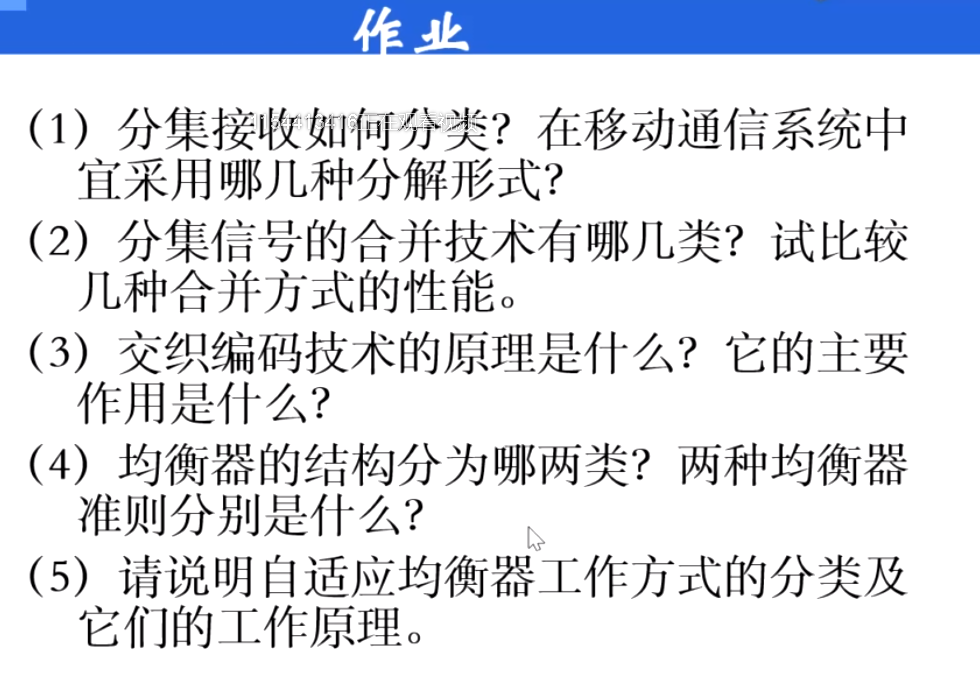 作业
(1) 分集接收如何分类? 在移动通信系统中
宜采用哪几种分解形式?
(2) 分集信号的合并技术有哪几类? 试比较
几种合并方式的性能。
(3) 交织编码技术的原理是什么? 它的主要
作用是什么?
(4) 均衡器的结构分为哪两类? 两种均衡器
准则分别是什么?
(5) 请说明自适应均衡器工作方式的分类及
它们的工作原理。